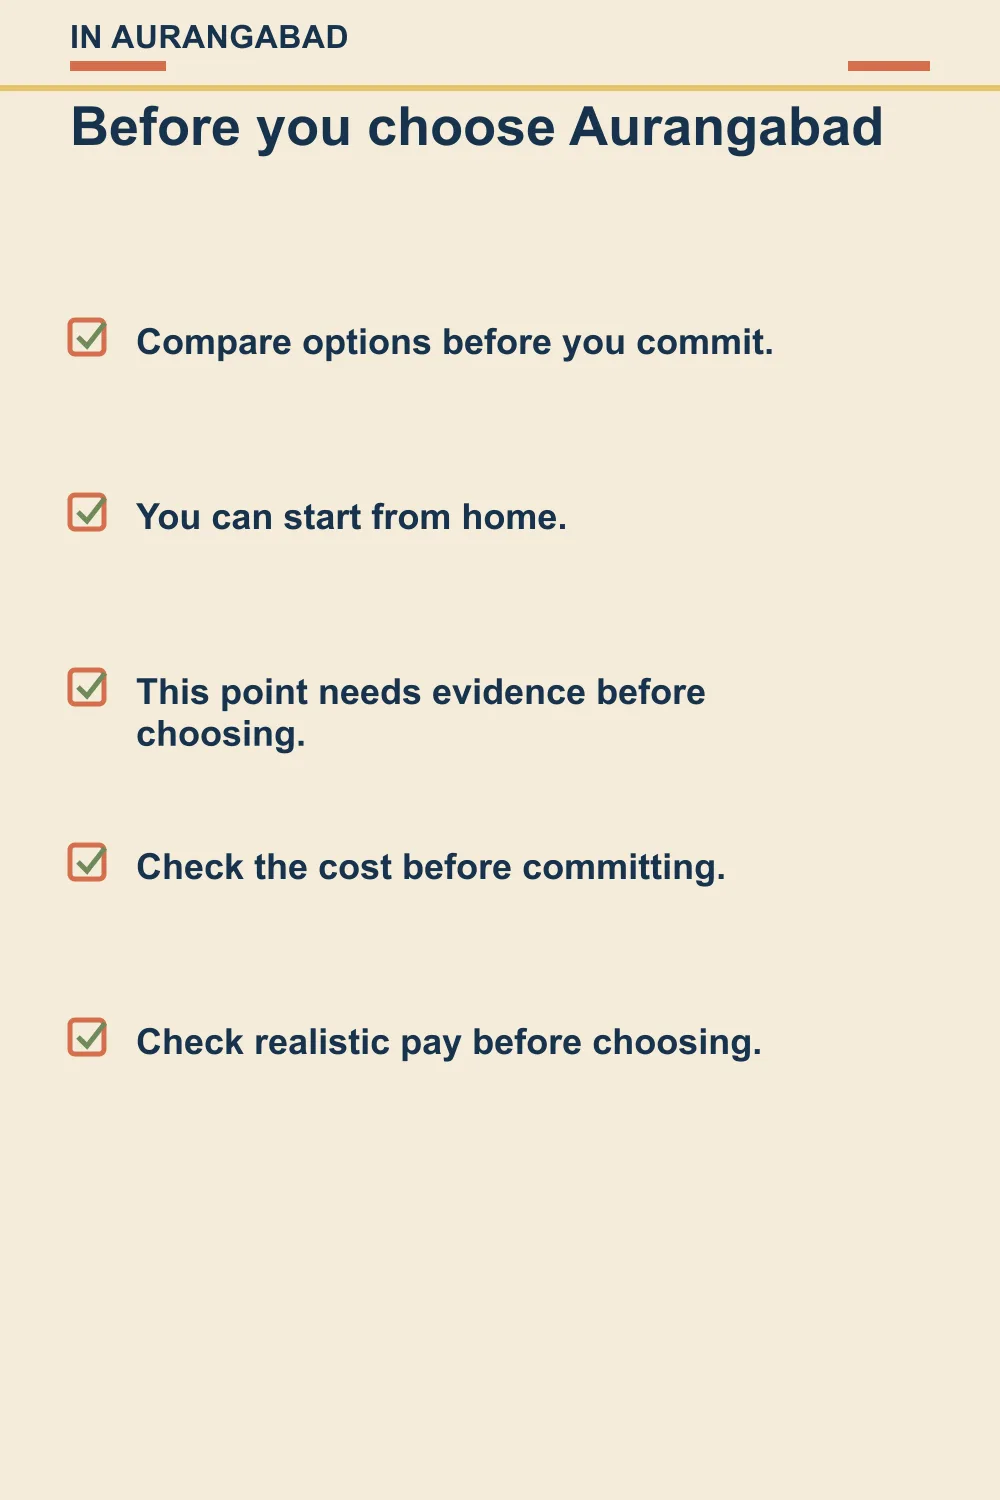 IN AURANGABAD
Before you choose Aurangabad
Compare options before you commit.
You can start from home.
This point needs evidence before
choosing.
Check the cost before committing.
Check realistic pay before choosing.